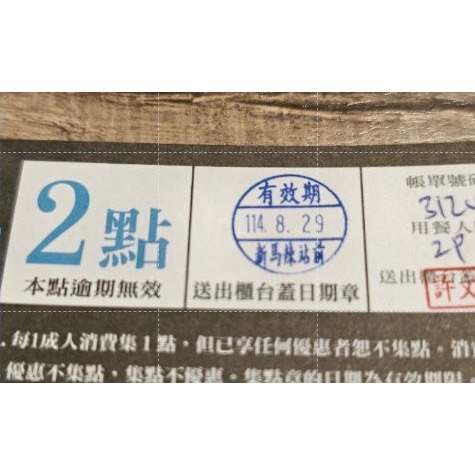 2點
本點逾期無效
有效期
114.8.29
新馬辣站前
送出櫃台蓋日期章
帳單號
312
用餐人
2P
送出
許文
.每1成人消費集1點,但已享任何優惠者恕不集點。消
優惠不集點,集點不優惠。集點章的日期為有效期限